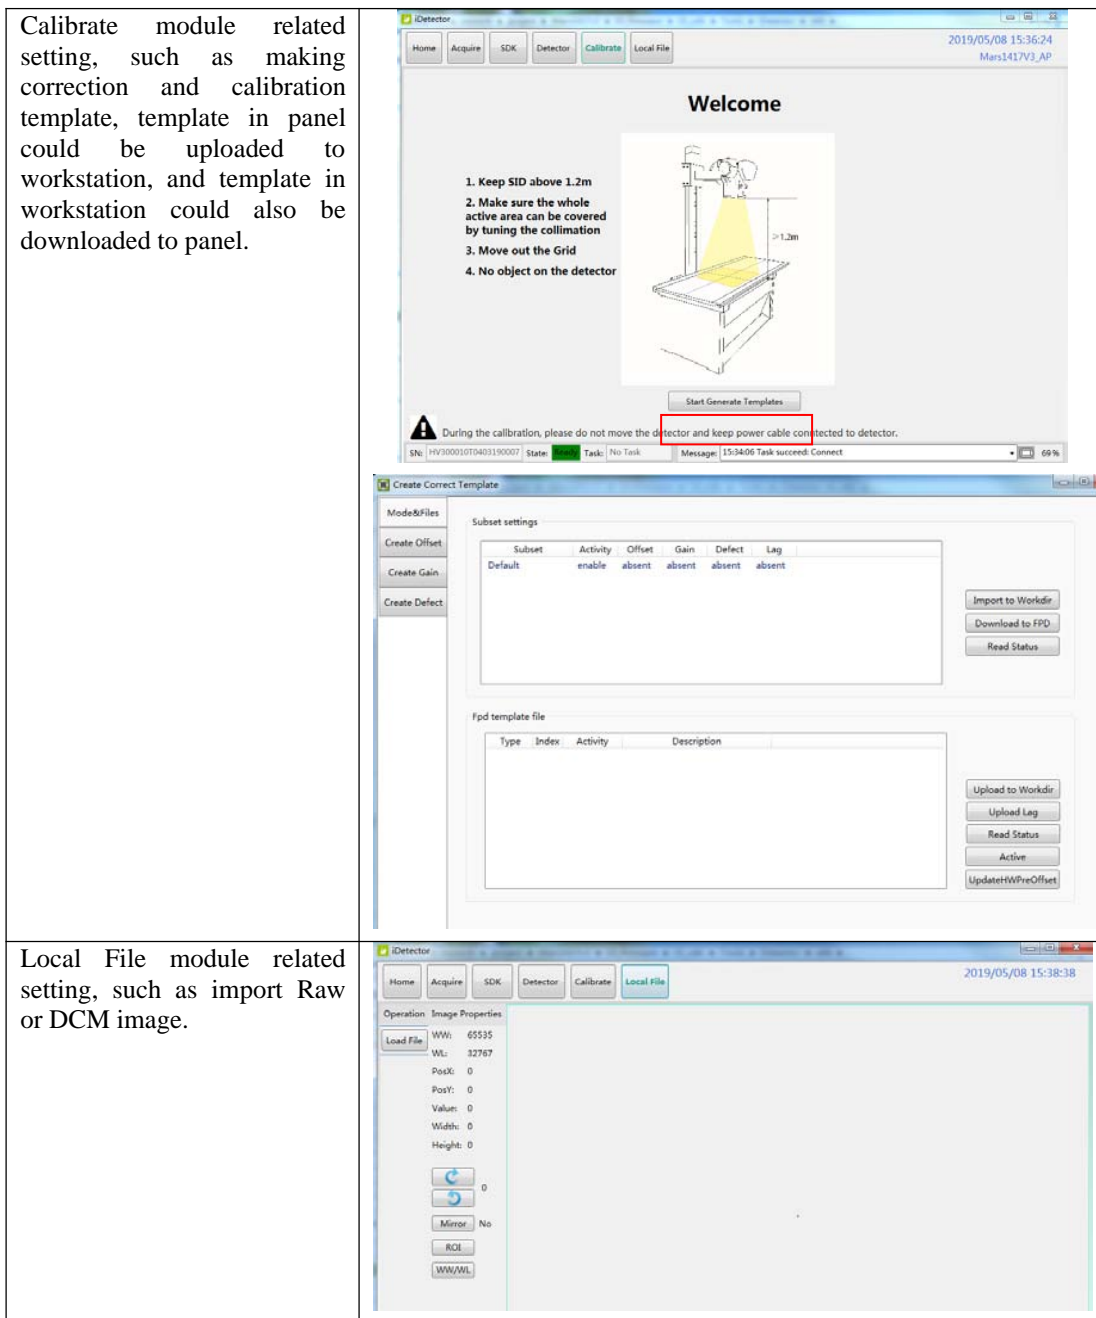 Calibrate module related
setting, such as making
correction and calibration
template, template in panel
could be uploaded to
workstation, and template in
workstation could also be
downloaded to panel.
iDetector
Home Acquire SDK Detector Calibrate Local File
2019/05/08 15:36:24
Mars1417V3_AP
Welcome
1. Keep SID above 1.2m
2. Make sure the whole
active area can be covered
by tuning the collimation
3. Move out the Grid
4. No object on the detector
>1.2m
Start Generate Templates
During the calibration, please do not move the detector and keep power cable connected to detector.
SN: HV300010T0403190007 State: Ready Task: No Task Message: 15:34:06 Task succeed: Connect 69%
Create Correct Template
Mode&Files
Create Offset
Create Gain
Create Defect
Subset settings
Subset Activity Offset Gain Defect Lag
Default enable absent absent absent absent
Import to Workdir
Download to FPD
Read Status
Fpd template file
Type Index Activity Description
Upload to Workdir
Upload Lag
Read Status
Active
UpdateHWPreOffset
Local File module related
setting, such as import Raw
or DCM image.
iDetector
Home Acquire SDK Detector Calibrate Local File
2019/05/08 15:38:38
Operation Image Properties
Load File
WW: 65535
WL: 32767
PosX: 0
PosY: 0
Value: 0
Width: 0
Height: 0
0
Mirror No
ROI
WW/WL